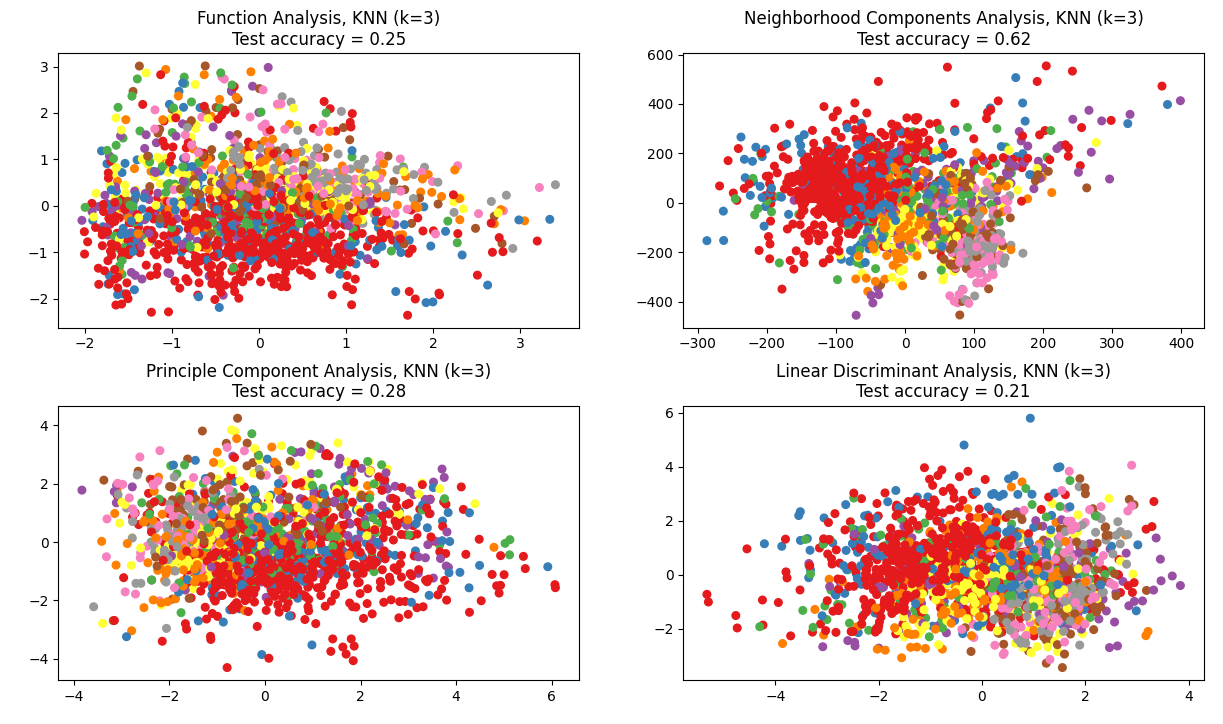 Function Analysis, KNN (k=3)
Test accuracy = 0.25
3
2
1
0
−1
−2
−2 −1 0 1 2 3
Neighborhood Components Analysis, KNN (k=3)
Test accuracy = 0.62
600
400
200
0
−200
−400
−300 −200 −100 0 100 200 300 400
Principle Component Analysis, KNN (k=3)
Test accuracy = 0.28
4
2
0
−2
−4
−4 −2 0 2 4 6
Linear Discriminant Analysis, KNN (k=3)
Test accuracy = 0.21
6
4
2
0
−2
−4 −2 0 2 4